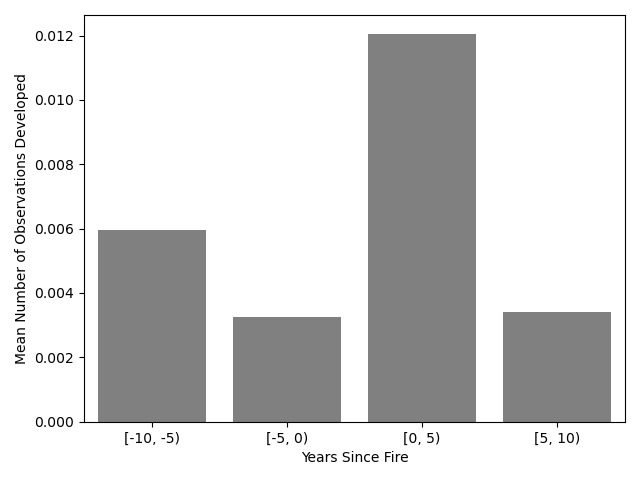 Mean Number of Observations Developed
0.012
0.010
0.008
0.006
0.004
0.002
0.000
[-10, -5) [-5, 0) [0, 5) [5, 10)
Years Since Fire